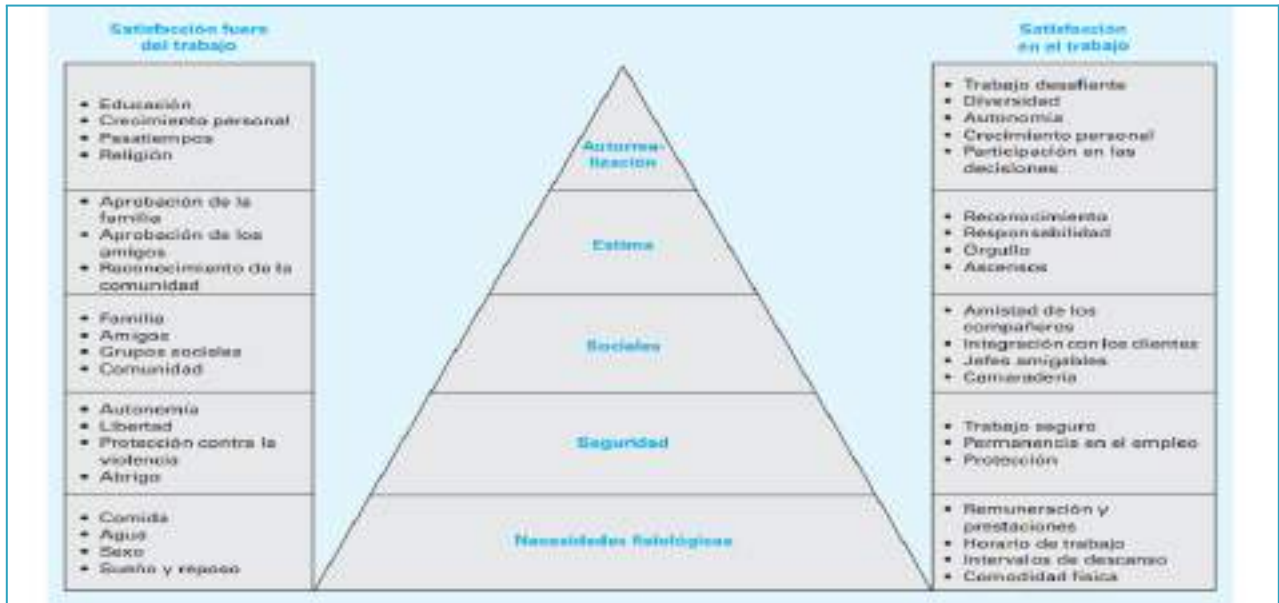 Satisfacción fuera
del trabajo
• Educación
• Crecimiento personal
• Pasatiempos
• Religión
• Aprobación de la
familia
• Aprobación de los
amigos
• Reconocimiento de la
comunidad
• Familia
• Amigos
• Grupos sociales
• Comunidad
• Autonomía
• Libertad
• Protección contra la
violencia
• Abrigo
• Comida
• Agua
• Sexo
• Sueño y reposo
Autorrea-
lización
Estima
Sociales
Seguridad
Necesidades fisiológicas
Satisfacción
en el trabajo
• Trabajo desafiante
• Diversidad
• Autonomía
• Crecimiento personal
• Participación en las
decisiones
• Reconocimiento
• Responsabilidad
• Orgullo
• Ascensos
• Amistad de los
compañeros
• Integración con los clientes
• Jefes amigables
• Camaradería
• Trabajo seguro
• Permanencia en el empleo
• Protección
• Remuneración y
prestaciones
• Horario de trabajo
• Intervalos de descanso
• Comodidad física